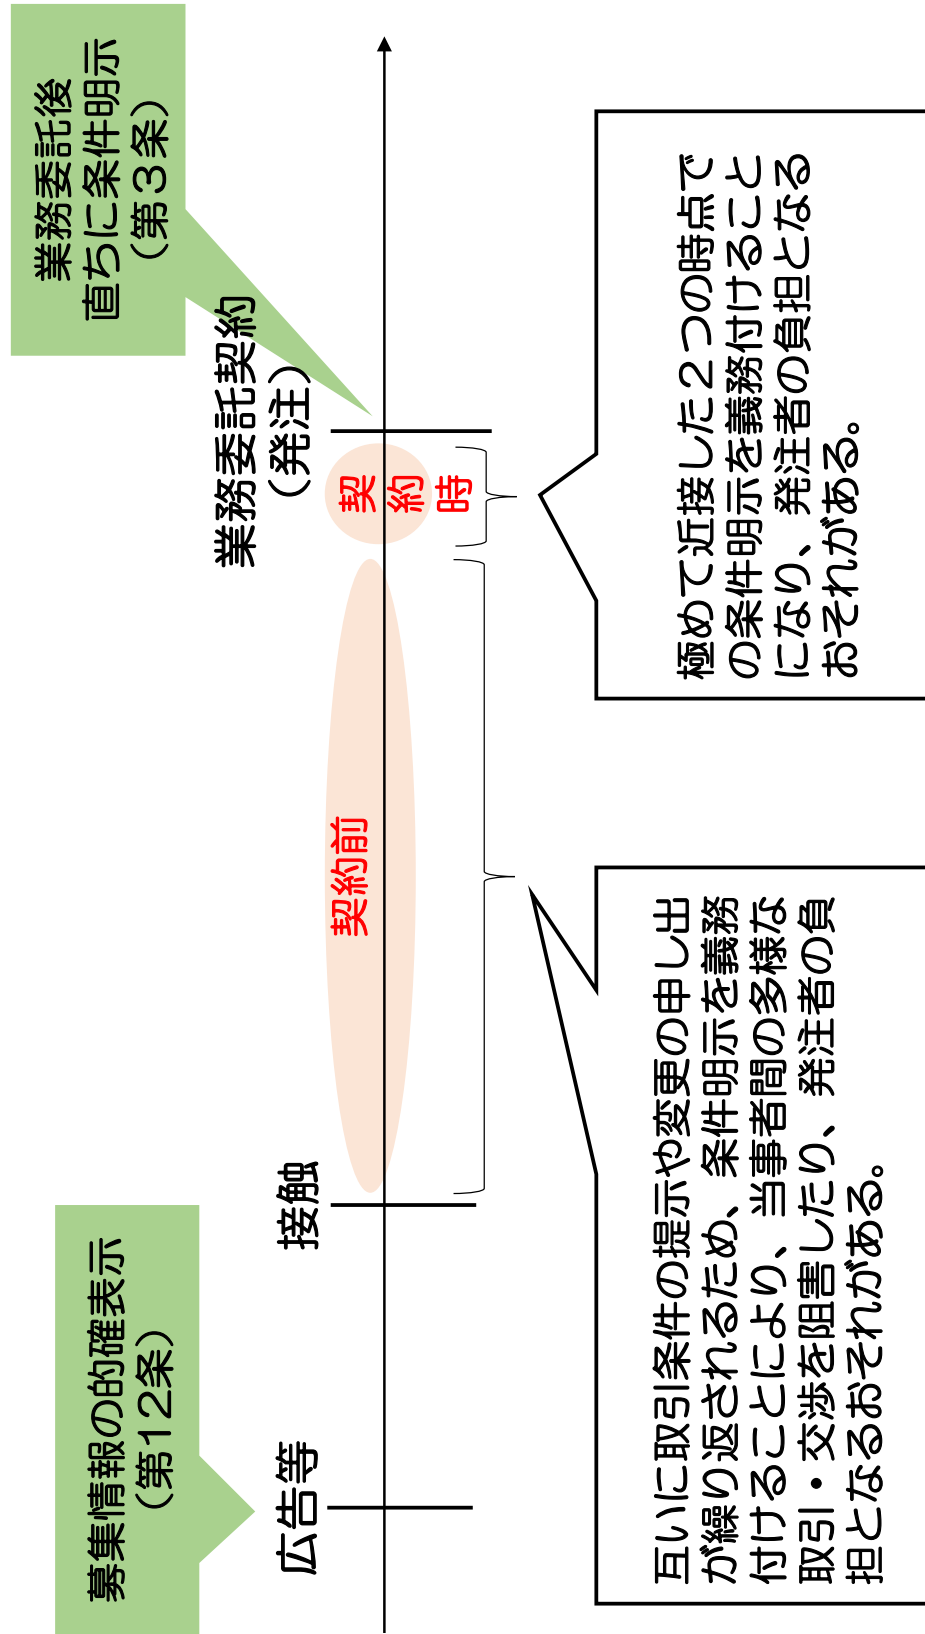 募集情報の的確表示
（第１２条）
業務委託後
直ちに条件明示
（第３条）
広告等
接触
業務委託契約
（発注）
契約前
契
約
時
互いに取引条件の提示や変更の申し出
が繰り返されるため、条件明示を義務
付けることにより、当事者間の多様な
取引・交渉を阻害したり、発注者の負
担となるおそれがある。
極めて近接した２つの時点で
の条件明示を義務付けること
になり、発注者の負担となる
おそれがある。